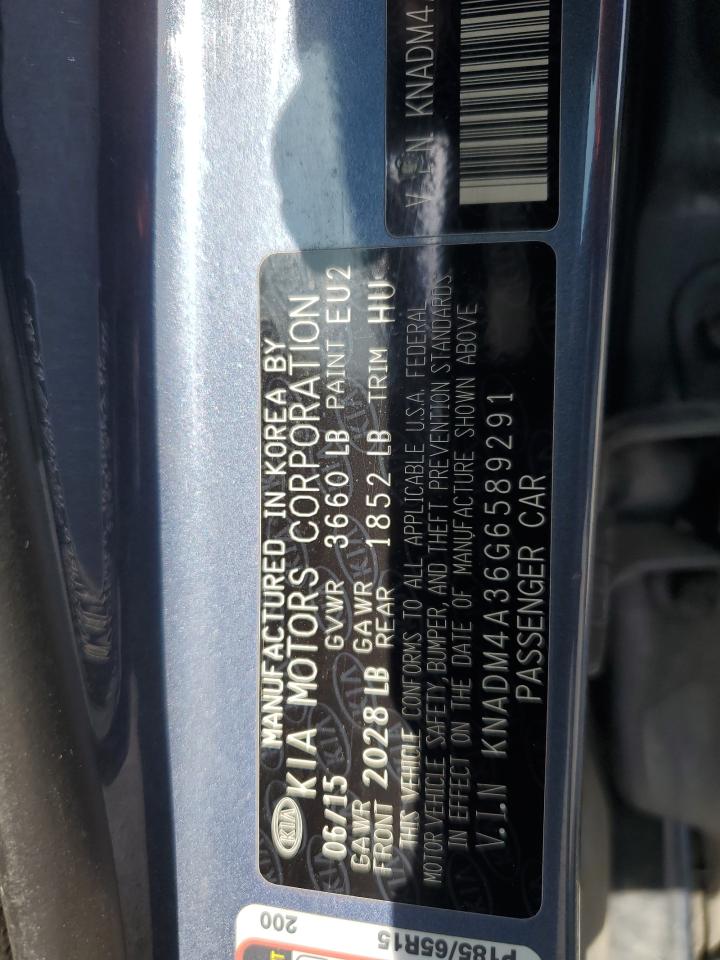 KIA
MANUFACTURED IN KOREA BY
KIA MOTORS CORPORATION
06/15 GVWR 3660 LB PAINT EU2
GAWR FRONT 2028 LB GAWR REAR 1852 LB TRIM HU
THIS VEHICLE CONFORMS TO ALL APPLICABLE U.S.A. FEDERAL
MOTOR VEHICLE SAFETY, BUMPER, AND THEFT PREVENTION STANDARDS
IN EFFECT ON THE DATE OF MANUFACTURE SHOWN ABOVE
V.I.N KNADM4A36G6589291
PASSENGER CAR
V.I.N. KNADM4
200
P185/65R15